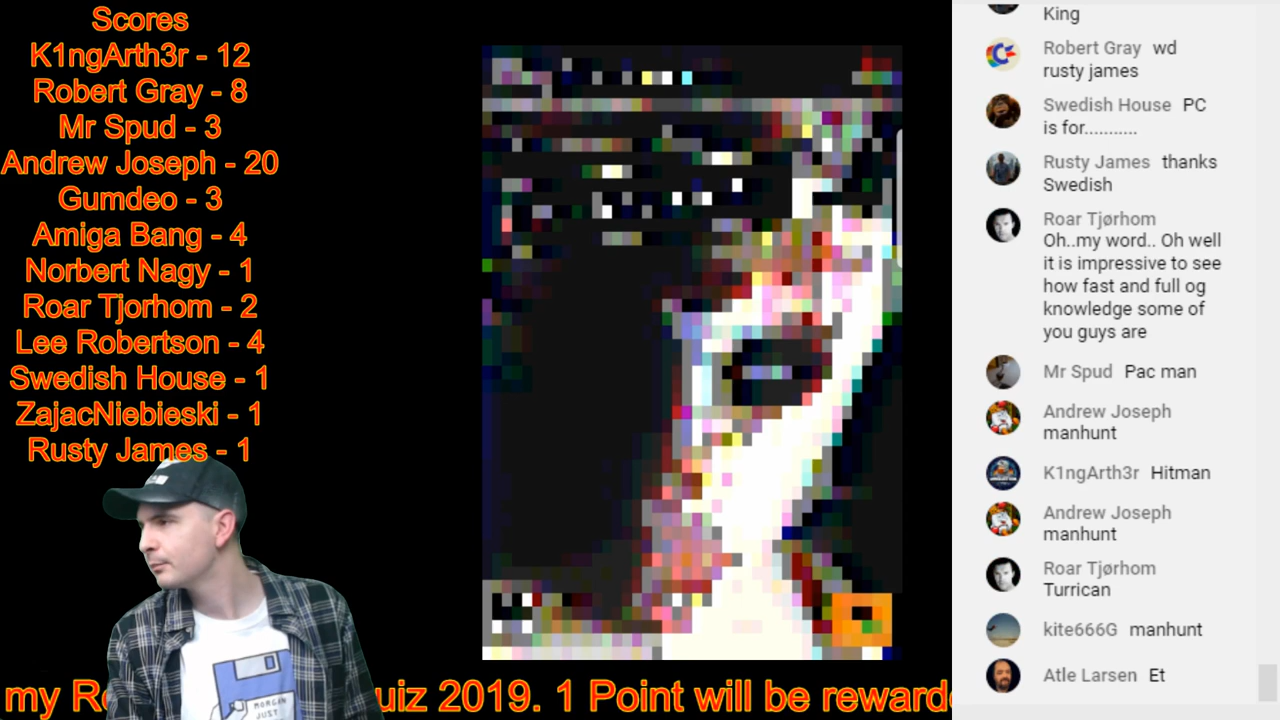 Scores
K1ngArth3r - 12
Robert Gray - 8
Mr Spud - 3
Andrew Joseph - 20
Gumdeo - 3
Amiga Bang - 4
Norbert Nagy - 1
Roar Tjorhom - 2
Lee Robertson - 4
Swedish House - 1
ZajacNiebieski - 1
Rusty James - 1
MORGAN
JUST
my Re uiz 2019. 1 Point will be rewarde
King
Robert Gray wd
rusty james
Swedish House PC
is for...........
Rusty James thanks
Swedish
Roar Tjørhom
Oh..my word.. Oh well
it is impressive to see
how fast and full og
knowledge some of
you guys are
Mr Spud Pac man
Andrew Joseph
manhunt
K1ngArth3r Hitman
Andrew Joseph
manhunt
Roar Tjørhom
Turrican
kite666G manhunt
Atle Larsen Et